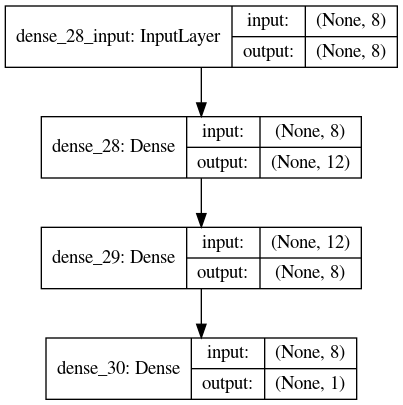 dense_28_input: InputLayer input: (None, 8)
output: (None, 8)
dense_28: Dense input: (None, 8)
output: (None, 12)
dense_29: Dense input: (None, 12)
output: (None, 8)
dense_30: Dense input: (None, 8)
output: (None, 1)